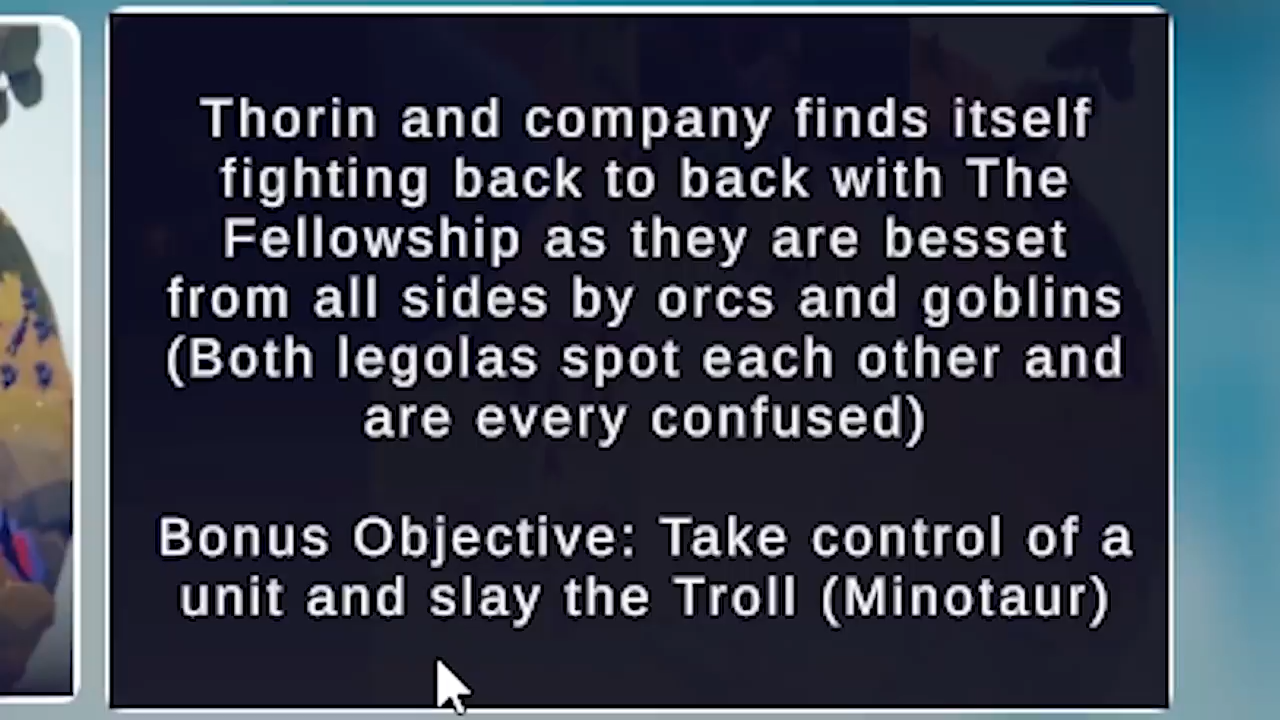 Thorin and company finds itself
fighting back to back with The
Fellowship as they are besset
from all sides by orcs and goblins
(Both legolas spot each other and
are every confused)
Bonus Objective: Take control of a
unit and slay the Troll (Minotaur)